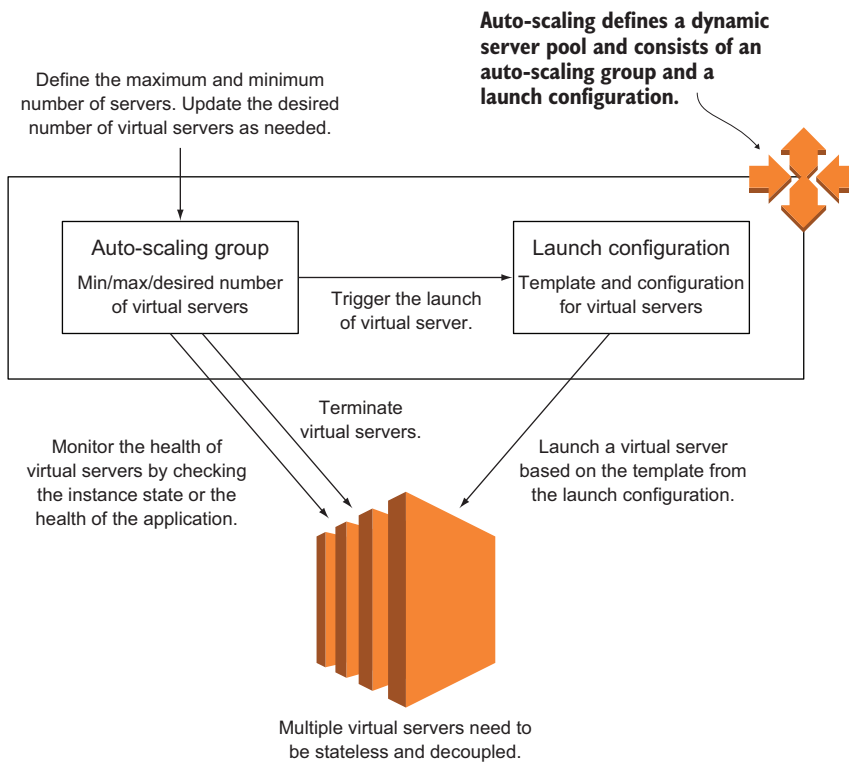 Auto-scaling defines a dynamic
server pool and consists of an
auto-scaling group and a
launch configuration.
Define the maximum and minimum
number of servers. Update the desired
number of virtual servers as needed.
Auto-scaling group
Min/max/desired number
of virtual servers
Trigger the launch
of virtual server.
Launch configuration
Template and configuration
for virtual servers
Monitor the health of
virtual servers by checking
the instance state or the
health of the application.
Terminate
virtual servers.
Launch a virtual server
based on the template from
the launch configuration.
Multiple virtual servers need to
be stateless and decoupled.